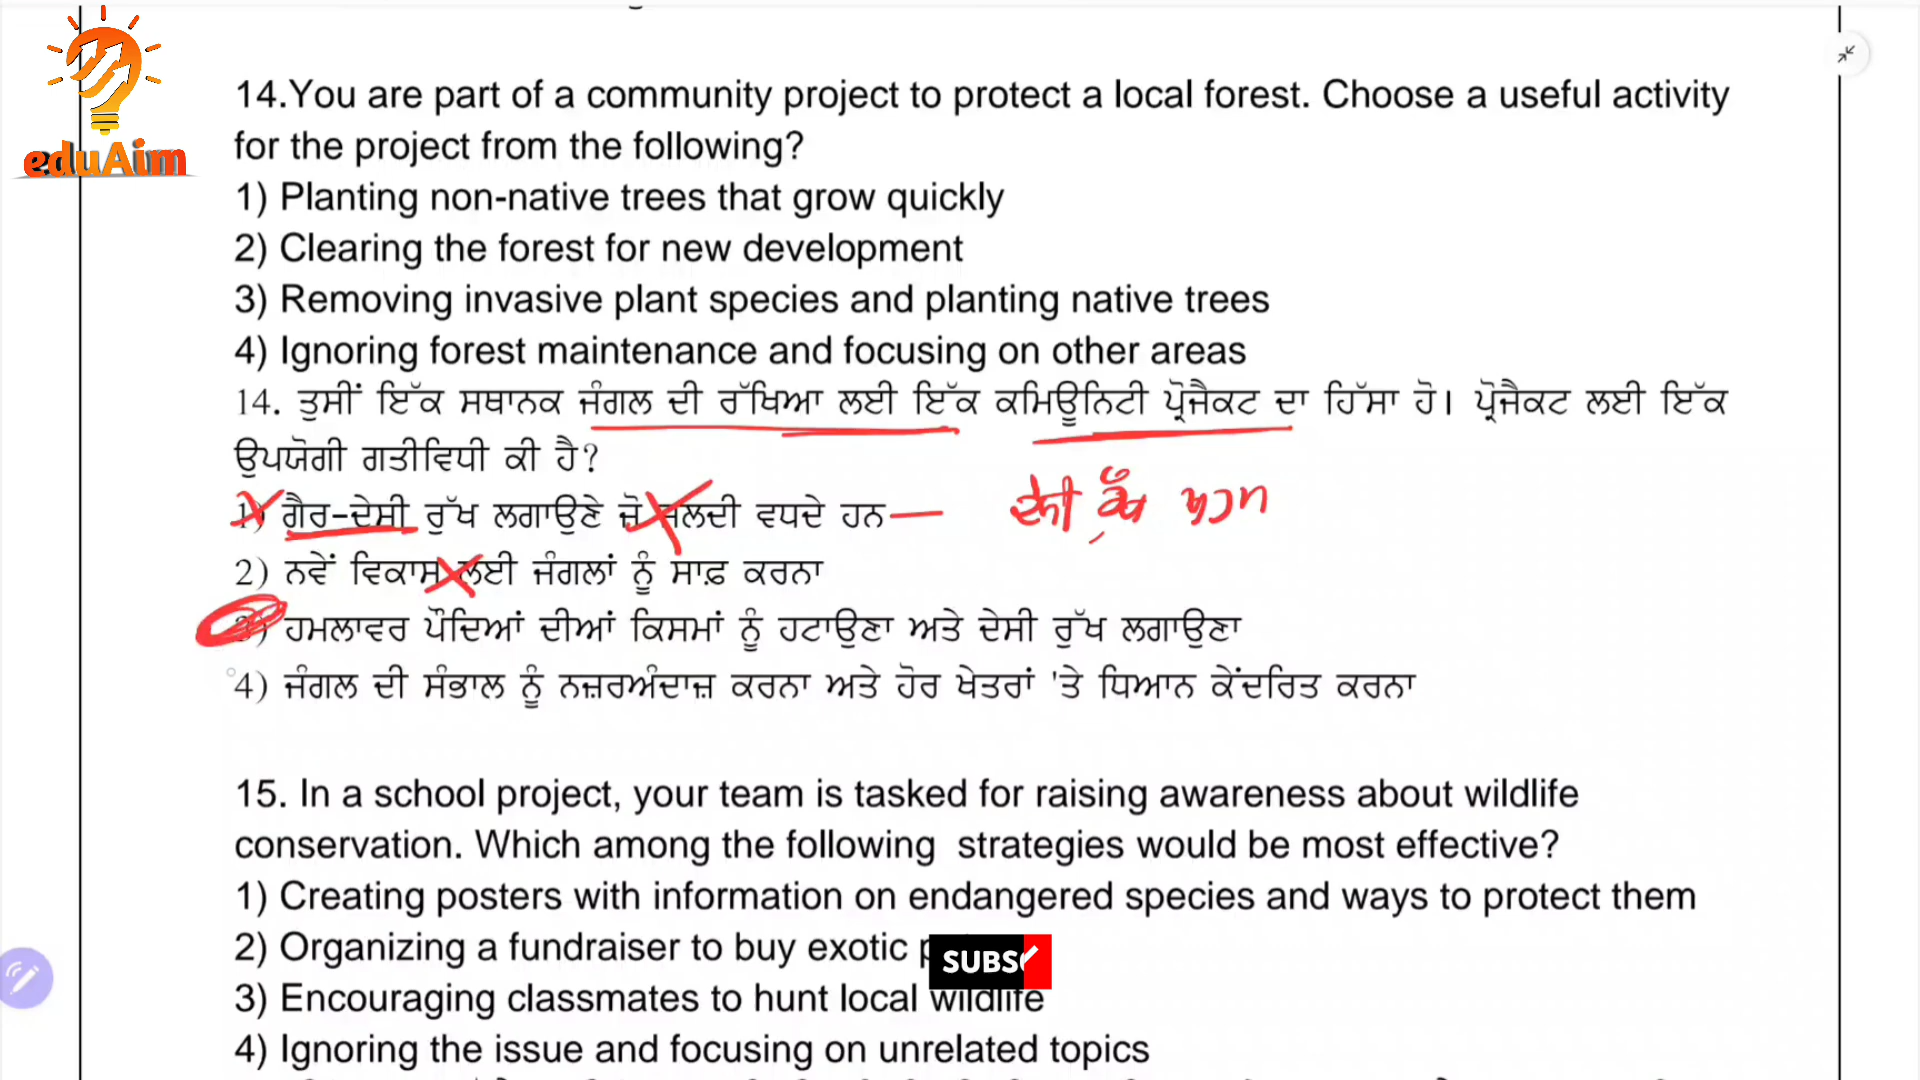 eduAim
14.You are part of a community project to protect a local forest. Choose a useful activity
for the project from the following?
1) Planting non-native trees that grow quickly
2) Clearing the forest for new development
3) Removing invasive plant species and planting native trees
4) Ignoring forest maintenance and focusing on other areas
14. ਤੁਸੀਂ ਇੱਕ ਸਥਾਨਕ ਜੰਗਲ ਦੀ ਰੱਖਿਆ ਲਈ ਇੱਕ ਕਮਿਊਨਿਟੀ ਪ੍ਰੋਜੈਕਟ ਦਾ ਹਿੱਸਾ ਹੋ। ਪ੍ਰੋਜੈਕਟ ਲਈ ਇੱਕ
ਉਪਯੋਗੀ ਗਤੀਵਿਧੀ ਕੀ ਹੈ?
1) ਗੈਰ-ਦੇਸੀ ਰੁੱਖ ਲਗਾਉਣੇ ਜੋ ਜਲਦੀ ਵਧਦੇ ਹਨ
2) ਨਵੇਂ ਵਿਕਾਸ ਲਈ ਜੰਗਲਾਂ ਨੂੰ ਸਾਫ਼ ਕਰਨਾ
3) ਹਮਲਾਵਰ ਪੌਦਿਆਂ ਦੀਆਂ ਕਿਸਮਾਂ ਨੂੰ ਹਟਾਉਣਾ ਅਤੇ ਦੇਸੀ ਰੁੱਖ ਲਗਾਉਣਾ
4) ਜੰਗਲ ਦੀ ਸੰਭਾਲ ਨੂੰ ਨਜ਼ਰਅੰਦਾਜ਼ ਕਰਨਾ ਅਤੇ ਹੋਰ ਖੇਤਰਾਂ 'ਤੇ ਧਿਆਨ ਕੇਂਦਰਿਤ ਕਰਨਾ
15. In a school project, your team is tasked for raising awareness about wildlife
conservation. Which among the following strategies would be most effective?
1) Creating posters with information on endangered species and ways to protect them
2) Organizing a fundraiser to buy exotic
SUBSC
3) Encouraging classmates to hunt local wildlife
4) Ignoring the issue and focusing on unrelated topics